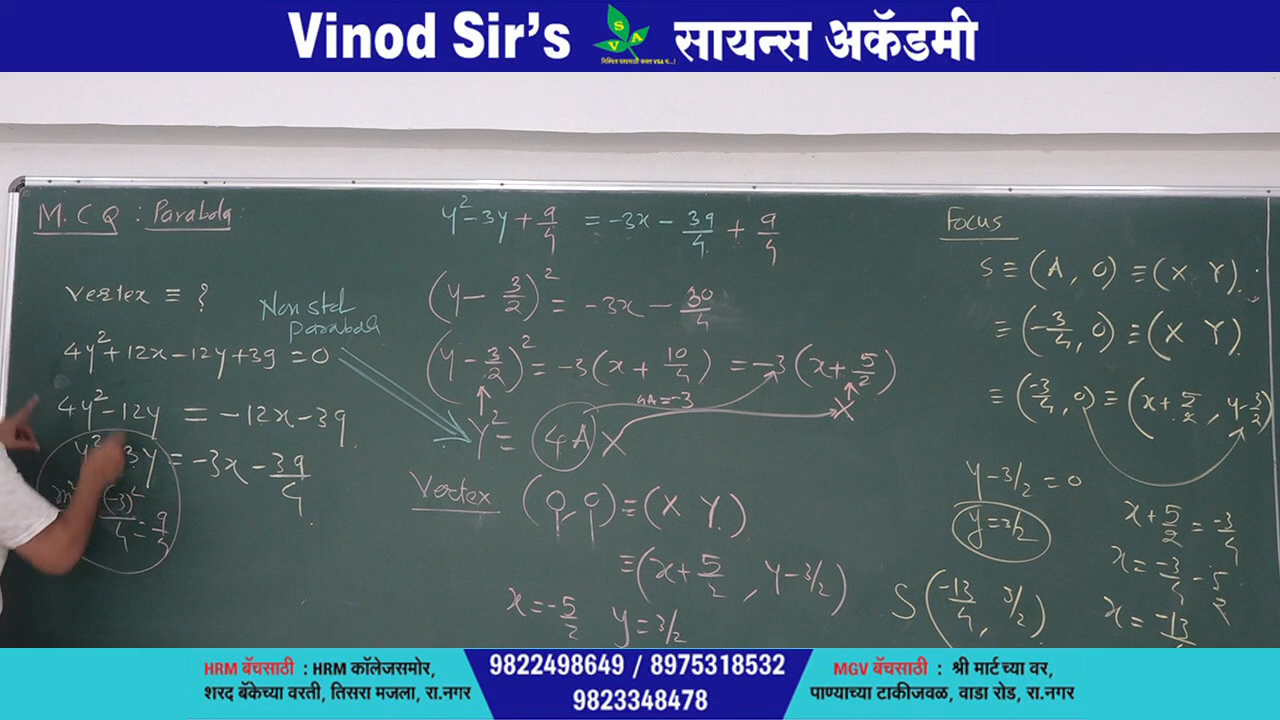 Vinod Sir's VSA सायन्स अकॅडमी
M.C.Q : Parabola
Vertex ≡ ?
Non std
parabola
4y² + 12x - 12y + 39 = 0
4y² - 12y = -12x - 39
y² 3y = -3x - 39/4
(-3)²/4 = 9/4
y² - 3y + 9/4 = -3x - 39/4 + 9/4
(y - 3/2)² = -3x - 30/4
(y - 3/2)² = -3(x + 10/4) = -3(x + 5/2)
4A = -3
Y² = 4A X
X
Vertex (0, 0) ≡ (X Y)
≡ (x + 5/2, y - 3/2)
x = -5/2 y = 3/2
Focus
S ≡ (A, 0) ≡ (X Y)
≡ (-3/4, 0) ≡ (X Y)
≡ (-3/4, 0) ≡ (x + 5/2, y - 3/2)
y - 3/2 = 0
y = 3/2
x + 5/2 = -3/4
x = -3/4 - 5/2
x = -13
S(-13/4, 3/2)
HRM बॅचसाठी : HRM कॉलेजसमोर,
शरद बँकेच्या वरती, तिसरा मजला, रा.नगर
9822498649 / 8975318532
9823348478
MGV बॅचसाठी : श्री मार्टच्या वर,
पाण्याच्या टाकीजवळ, वाडा रोड, रा.नगर